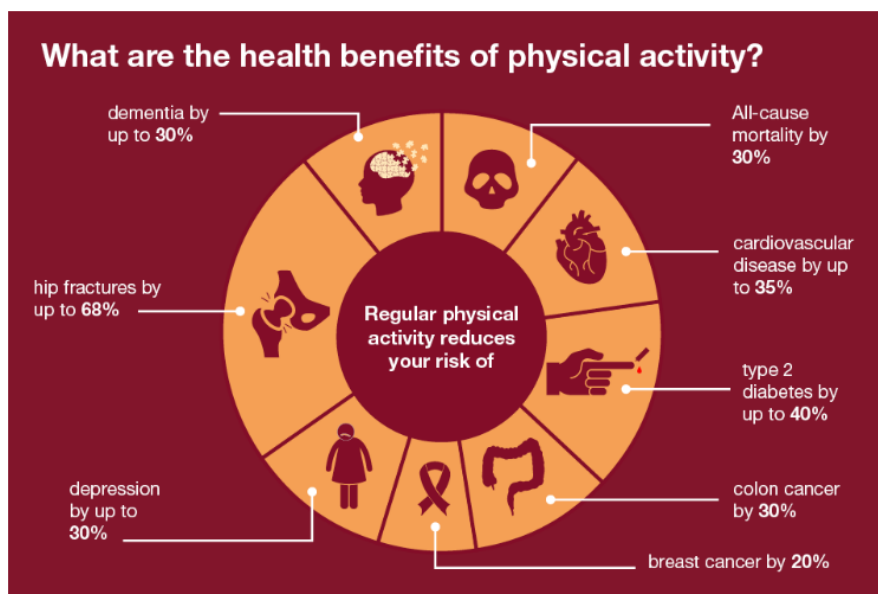 What are the health benefits of physical activity?
dementia by
up to 30%
All-cause
mortality by
30%
cardiovascular
disease by up
to 35%
hip fractures by
up to 68%
Regular physical
activity reduces
your risk of
type 2
diabetes by
up to 40%
depression
by up to
30%
colon cancer
by 30%
breast cancer by 20%